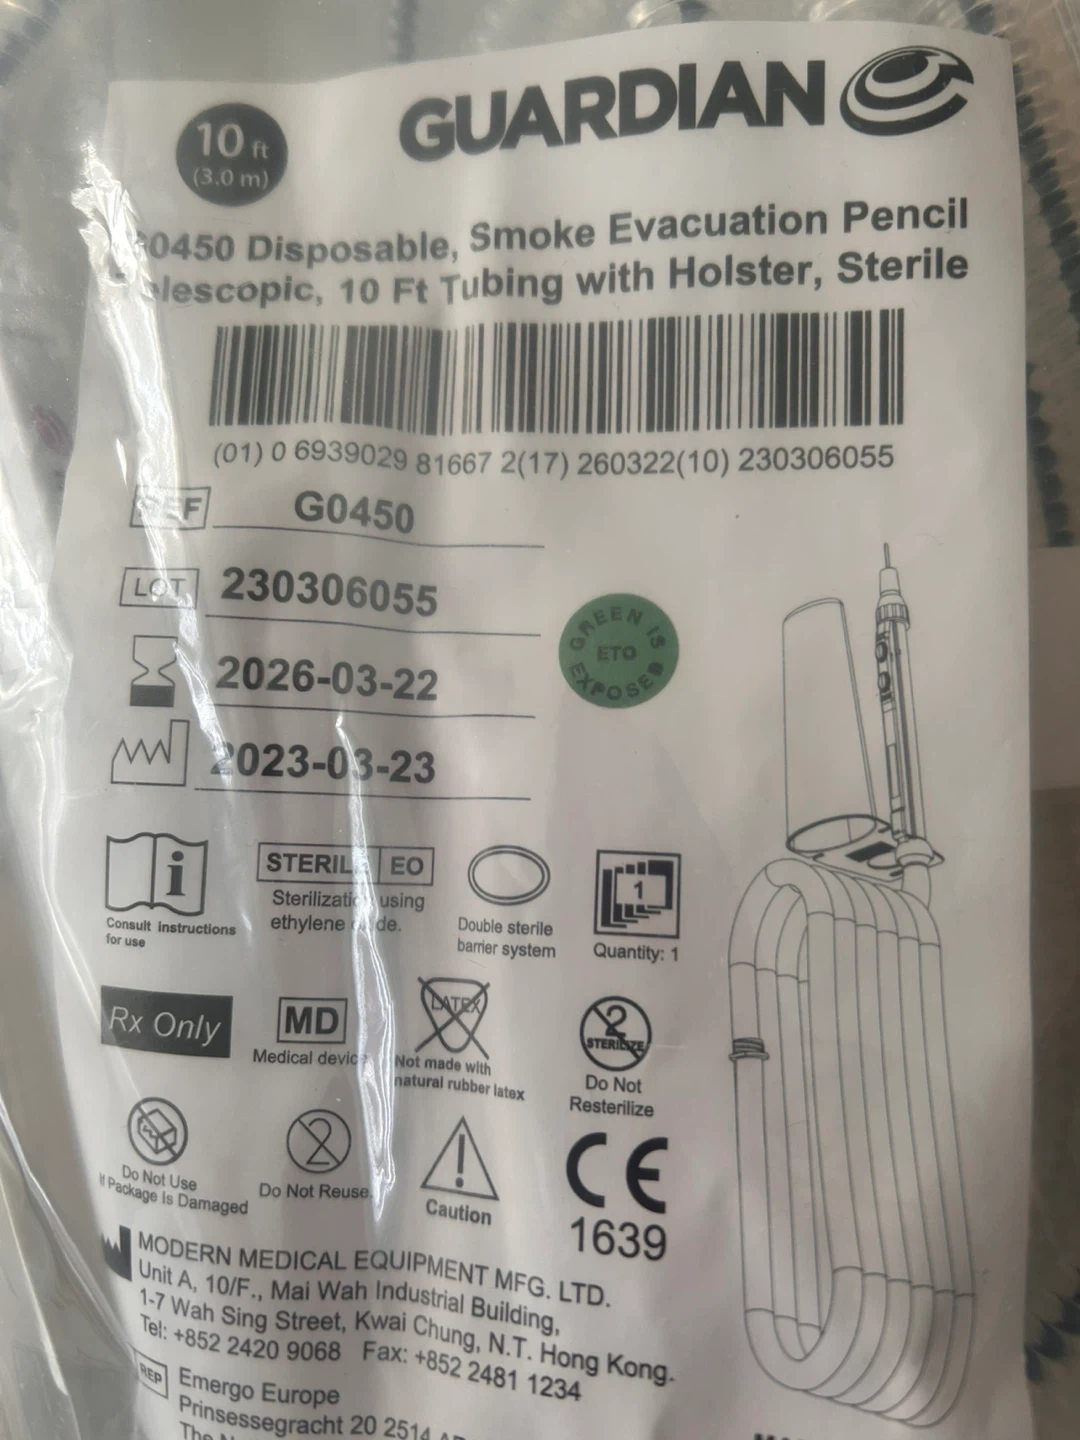 10 ft
(3.0 m)
GUARDIAN
G0450 Disposable, Smoke Evacuation Pencil
elescopic, 10 Ft Tubing with Holster, Sterile
(01) 0 6939029 81667 2(17) 260322(10) 230306055
REF G0450
LOT 230306055
2026-03-22
2023-03-23
GREEN IS
ETO
EXPOSED
Consult instructions
for use
STERILE EO
Sterilization using
ethylene oxide.
Double sterile
barrier system
1
Quantity: 1
Rx Only
MD
Medical device
LATEX
Not made with
natural rubber latex
2
STERILIZE
Do Not
Resterilize
Do Not Use
If Package Is Damaged
2
Do Not Reuse
Caution
CE
1639
MODERN MEDICAL EQUIPMENT MFG. LTD.
Unit A, 10/F., Mai Wah Industrial Building,
1-7 Wah Sing Street, Kwai Chung, N.T. Hong Kong.
Tel: +852 2420 9068 Fax: +852 2481 1234
REP Emergo Europe
Prinsessegracht 20 2514
The